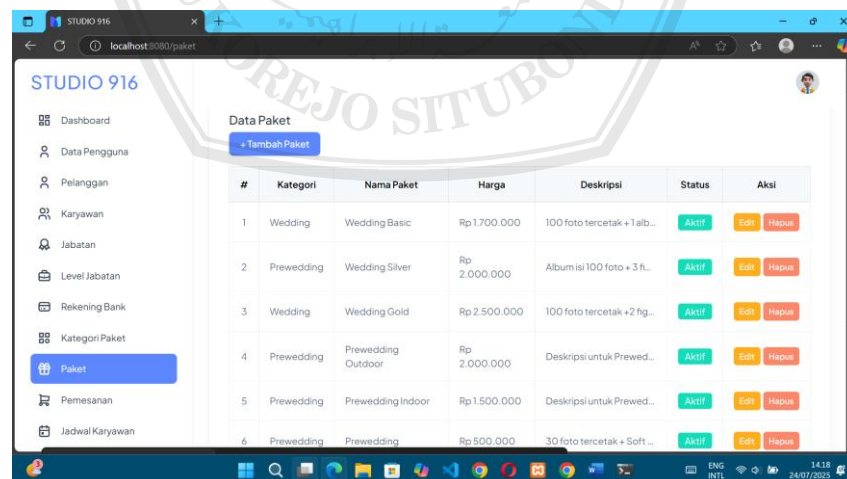 STUDIO 916
localhost:8080/paket
OREJO SITUBON
STUDIO 916
Dashboard
Data Pengguna
Pelanggan
Karyawan
Jabatan
Level Jabatan
Rekening Bank
Kategori Paket
Paket
Pemesanan
Jadwal Karyawan
Data Paket
+Tambah Paket
# Kategori Nama Paket Harga Deskripsi Status Aksi
1 Wedding Wedding Basic Rp 1.700.000 100 foto tercetak + 1 alb... Aktif Edit Hapus
2 Prewedding Wedding Silver Rp 2.000.000 Album isi 100 foto + 3 fi... Aktif Edit Hapus
3 Wedding Wedding Gold Rp 2.500.000 100 foto tercetak +2 fig... Aktif Edit Hapus
4 Prewedding Prewedding Outdoor Rp 2.000.000 Deskripsi untuk Prewed... Aktif Edit Hapus
5 Prewedding Prewedding Indoor Rp 1.500.000 Deskripsi untuk Prewed... Aktif Edit Hapus
6 Prewedding Prewedding Rp 500.000 30 foto tercetak + Soft ... Aktif Edit Hapus
3
ENG
INTL
14.18
24/07/2025